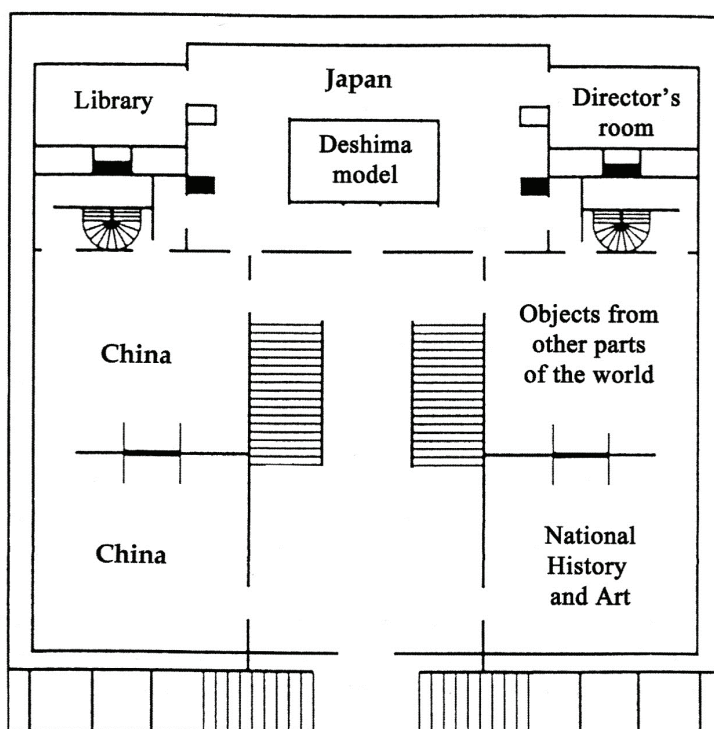 Library
Japan
Director's
room
Deshima
model
China
Objects from
other parts
of the world
China
National
History
and Art